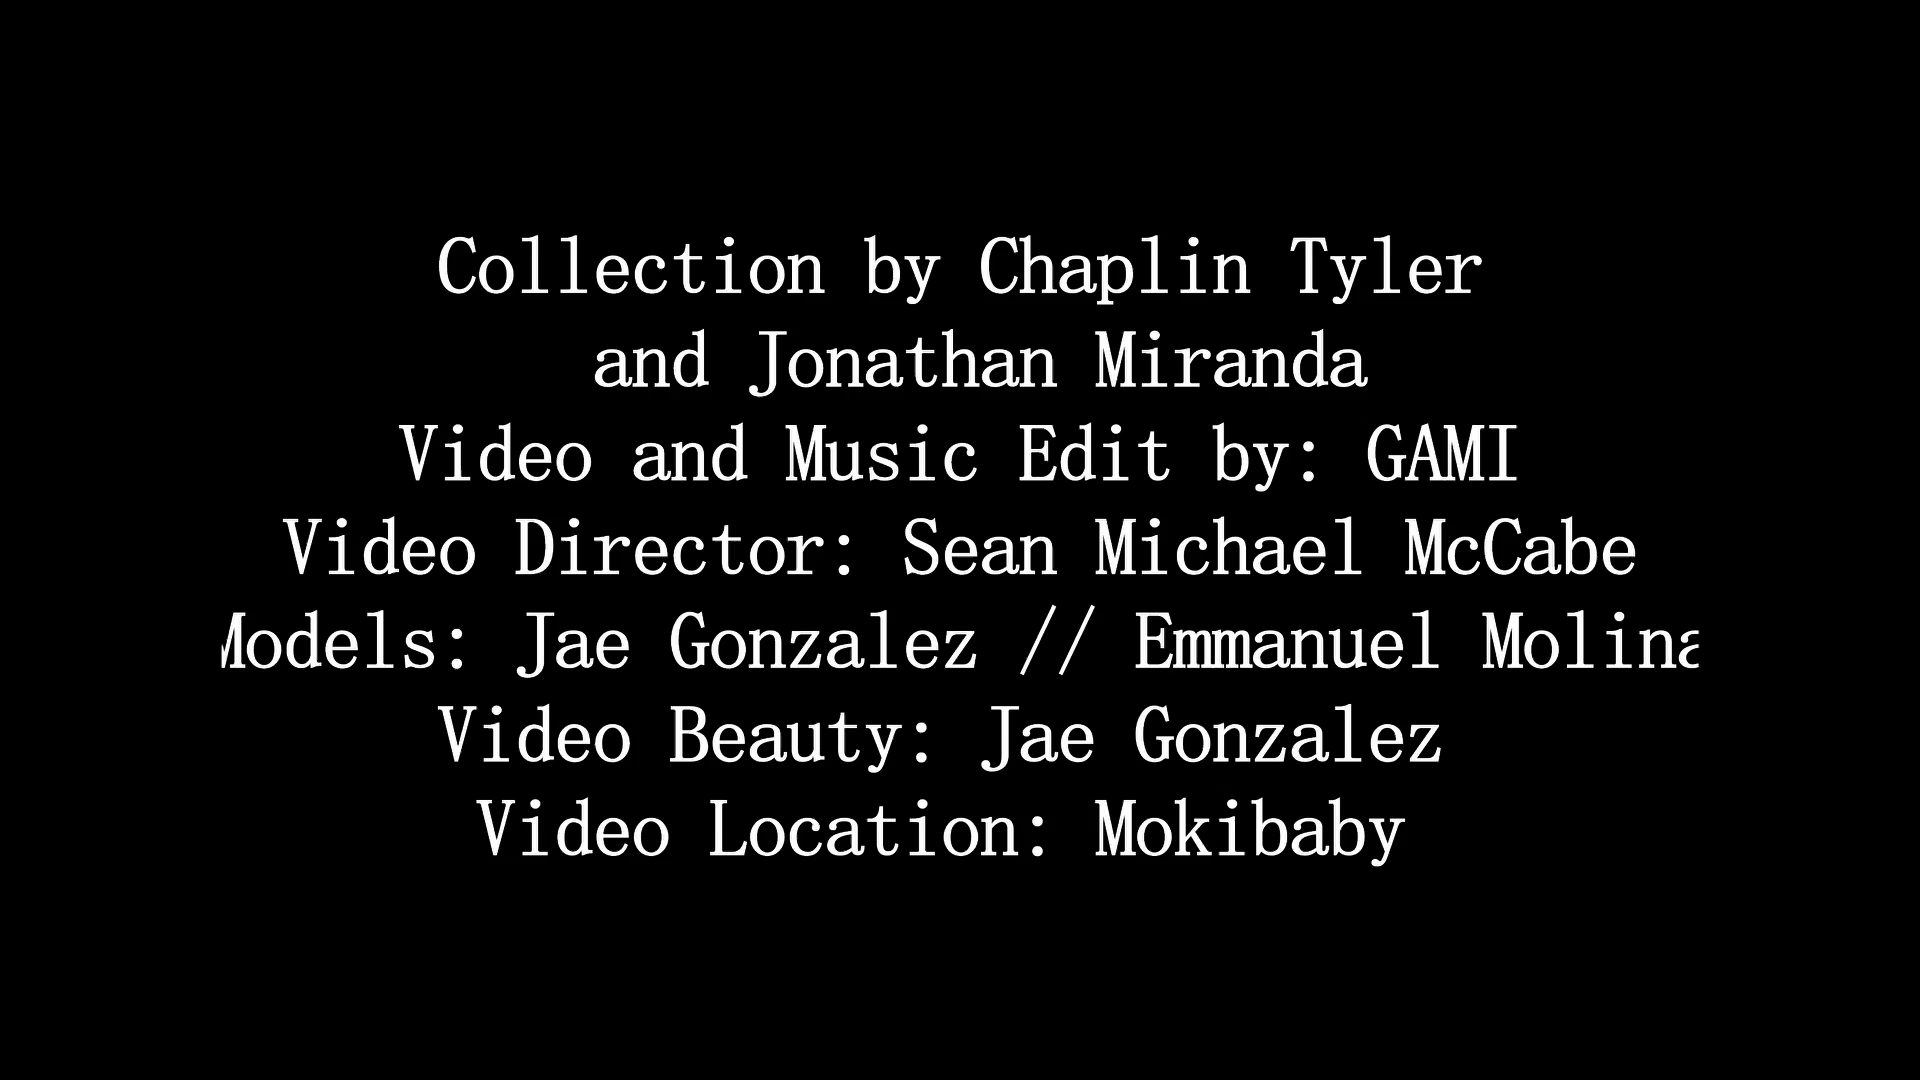 Collection by Chaplin Tyler
and Jonathan Miranda
Video and Music Edit by: GAMI
Video Director: Sean Michael McCabe
Models: Jae Gonzalez // Emmanuel Molina
Video Beauty: Jae Gonzalez
Video Location: Mokibaby